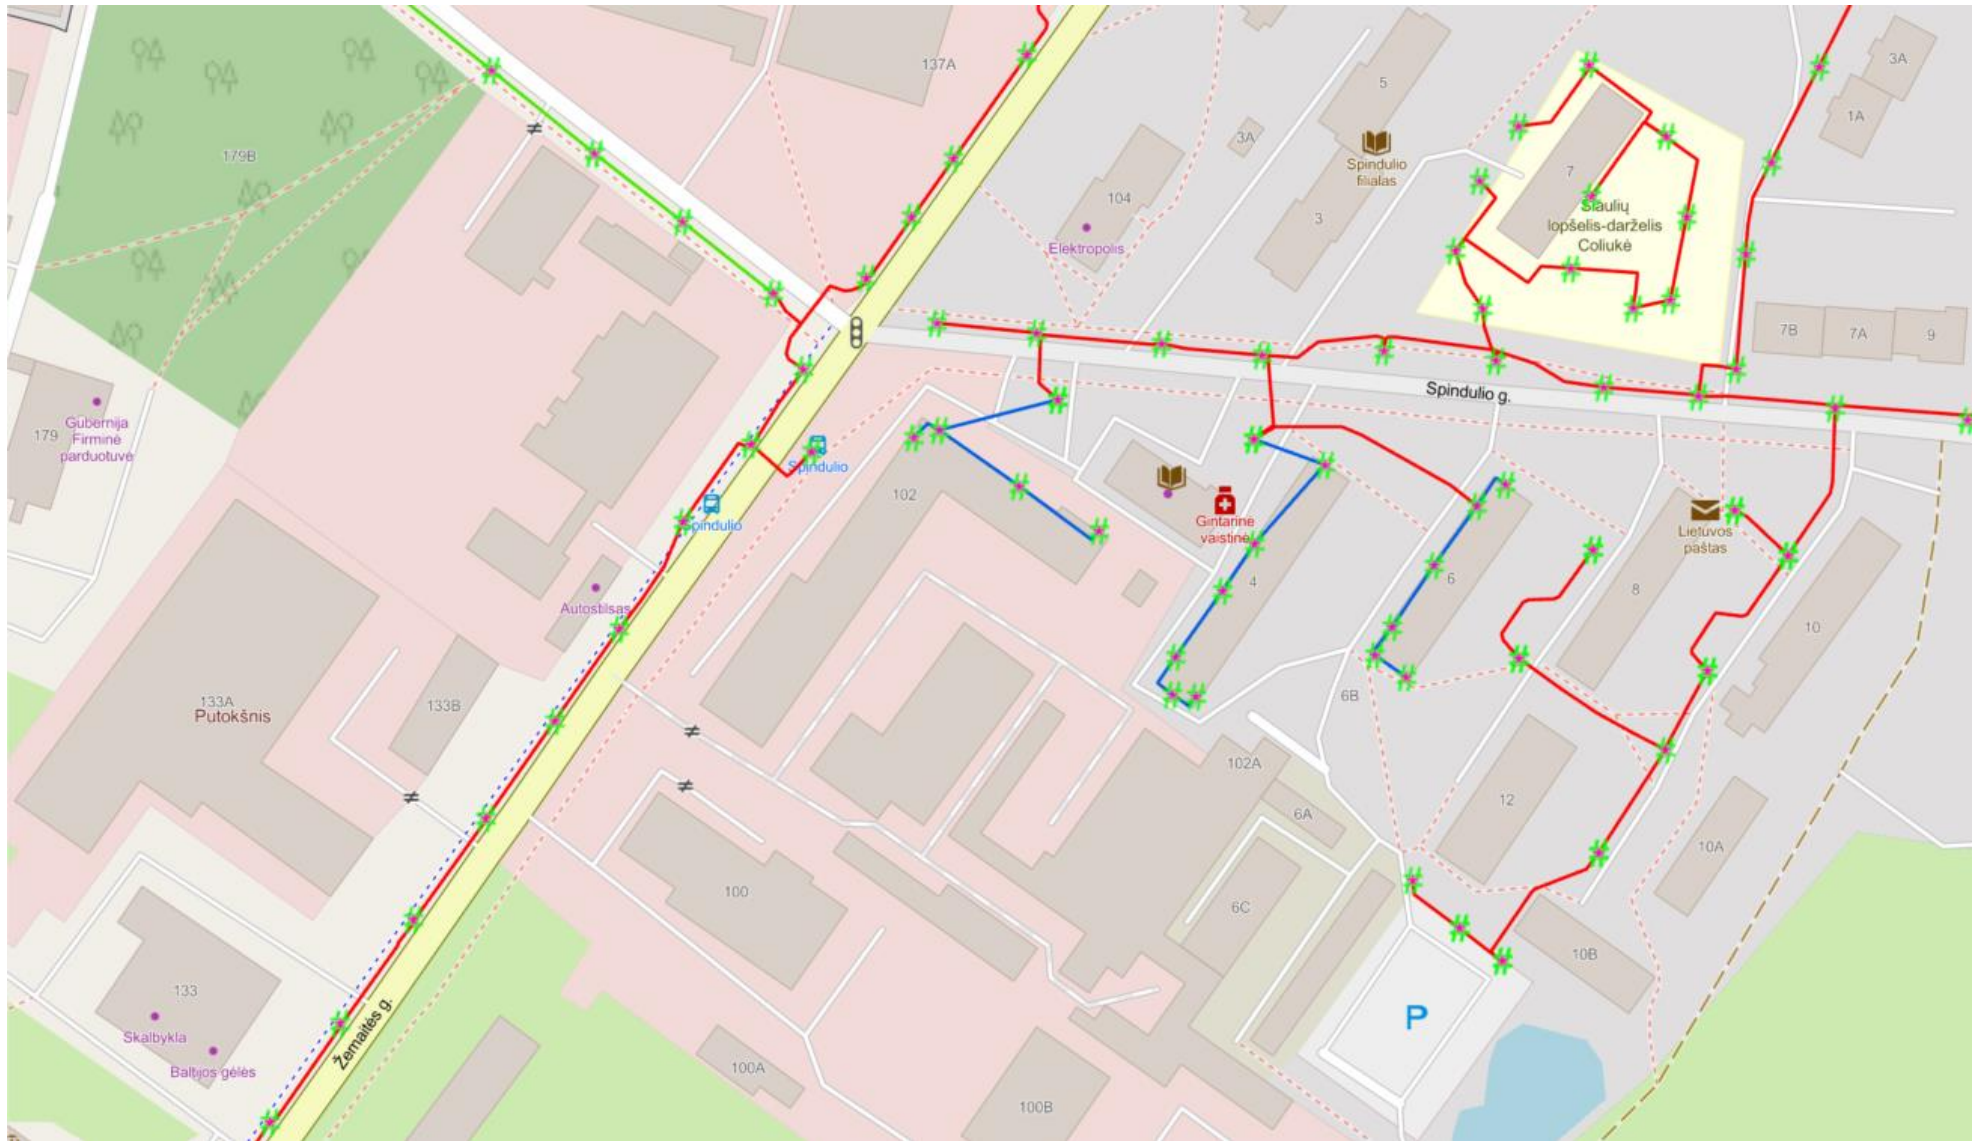 137A
5
3A
1A
179B
3A
Spindulio
filialas
7
104
3
Šiaulių
lopšelis-darželis
Coliukė
Elektropolis
7B
7A
9
Spindulio g.
Gubernija
Firminė
parduotuvė
179
Spindulio
102
Spindulio
Gintarinė
vaistinė
Lietuvos
paštas
4
6
8
10
Autostilsas
133A
Putokšnis
133B
6B
102A
12
6A
10A
100
6C
10B
133
Žemaitės g.
P
Skalbykla
Baltijos gėlės
100A
100B